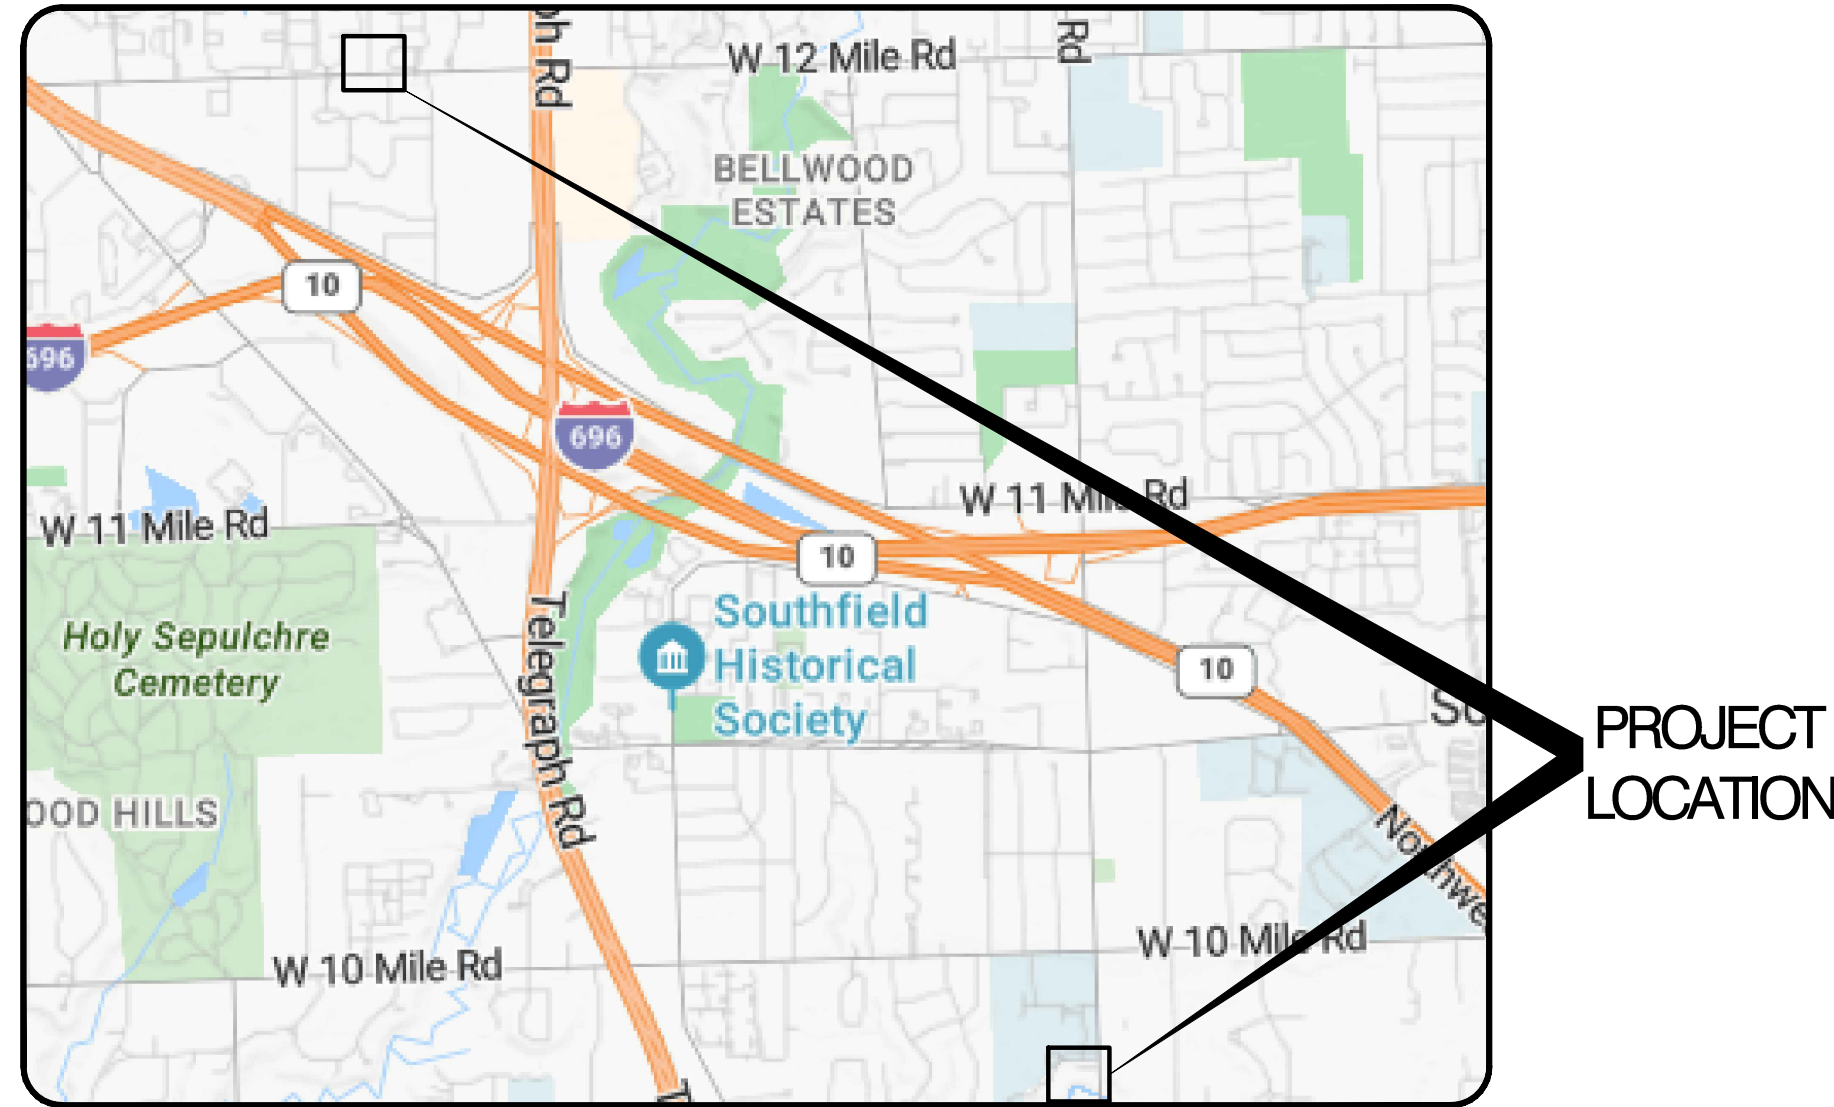 ph Rd
W 12 Mile Rd
Rd
BELLWOOD
ESTATES
10
696
696
W 11 Mile Rd
W 11 Mile Rd
10
Holy Sepulchre
Cemetery
Southfield
Historical
Society
10
So
PROJECT
LOCATION
Telegraph Rd
OOD HILLS
Northwe
W 10 Mile Rd
W 10 Mile Rd
T